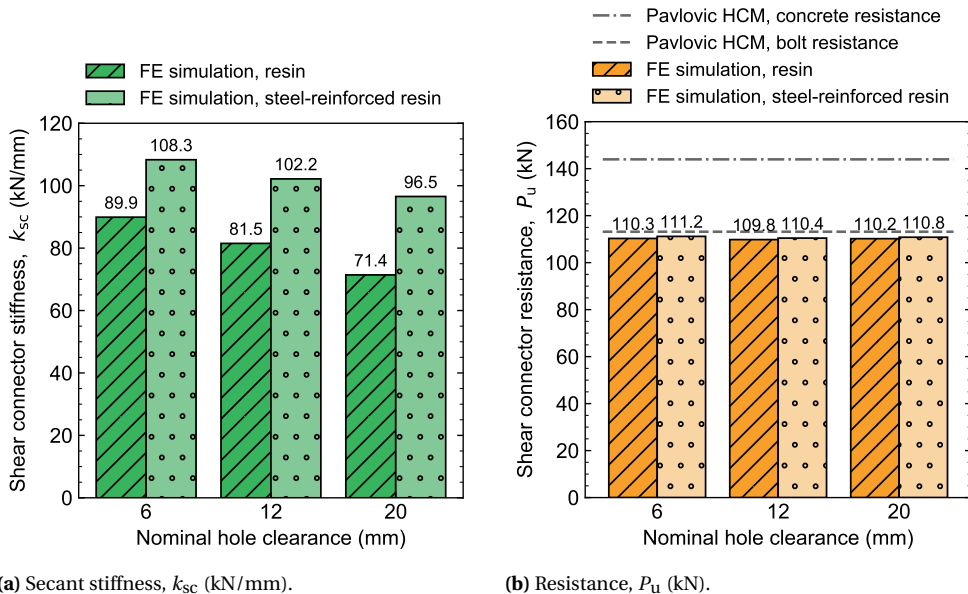 FE simulation, resin
FE simulation, steel-reinforced resin
Shear connector stiffness, ksc (kN/mm)
120
100
80
60
40
20
0
89.9
108.3
81.5
102.2
71.4
96.5
6
12
20
Nominal hole clearance (mm)
(a) Secant stiffness, ksc (kN/mm).
Pavlovic HCM, concrete resistance
Pavlovic HCM, bolt resistance
FE simulation, resin
FE simulation, steel-reinforced resin
Shear connector resistance, Pu (kN)
160
140
120
100
80
60
40
20
0
110.3
111.2
109.8
110.4
110.2
110.8
6
12
20
Nominal hole clearance (mm)
(b) Resistance, Pu (kN).